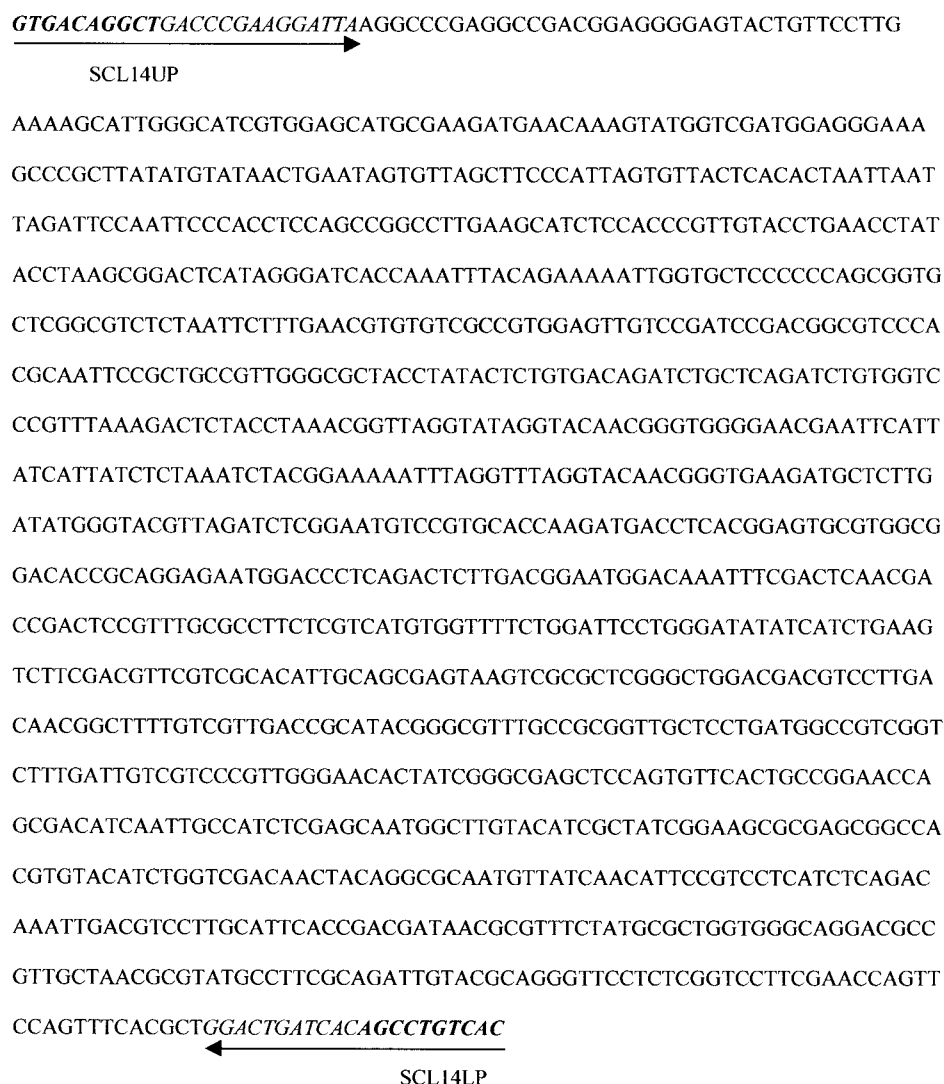 GTGACAGGCTGACCCGAAGGATTAAGGCCCGAGGCCGACGGAGGGGAGTACTGTTCCTTG
SCL14UP
AAAAGCATTGGGCATCGTGGAGCATGCGAAGATGAACAAAGTATGGTCGATGGAGGGAAA
GCCCGCTTATATGTATAACTGAATAGTGTTAGCTTCCCATTAGTGTTACTCACACTAATTAAT
TAGATTCCAATTCCCACCTCCAGCCGGCCTTGAAGCATCTCCACCCGTTGTACCTGAACCTAT
ACCTAAGCGGACTCATAGGGATCACCAAATTTACAGAAAAATTGGTGCTCCCCCCAGCGGTG
CTCGGCGTCTCTAATTCTTTGAACGTGTGTCGCCGTGGAGTTGTCCGATCCGACGGCGTCCCA
CGCAATTCCGCTGCCGTTGGGCGCTACCTATACTCTGTGACAGATCTGCTCAGATCTGTGGTC
CCGTTTAAAGACTCTACCTAAACGGTTAGGTATAGGTACAACGGGTGGGGAACGAATTCATT
ATCATTATCTCTAAATCTACGGAAAAATTTAGGTTTAGGTACAACGGGTGAAGATGCTCTTG
ATATGGGTACGTTAGATCTCGGAATGTCCGTGCACCAAGATGACCTCACGGAGTGCGTGGCG
GACACCGCAGGAGAATGGACCCTCAGACTCTTGACGGAATGGACAAATTTCGACTCAACGA
CCGACTCCGTTTGCGCCTTCTCGTCATGTGGTTTTCTGGATTCCTGGGATATATCATCTGAAG
TCTTCGACGTTCGTCGCACATTGCAGCGAGTAAGTCGCGCTCGGGCTGGACGACGTCCTTGA
CAACGGCTTTTGTCGTTGACCGCATACGGGCGTTTGCCGCGGTTGCTCCTGATGGCCGTCGGT
CTTTGATTGTCGTCCCGTTGGGAACACTATCGGGCGAGCTCCAGTGTTCACTGCCGGAACCA
GCGACATCAATTGCCATCTCGAGCAATGGCTTGTACATCGCTATCGGAAGCGCGAGCGGCCA
CGTGTACATCTGGTCGACAACTACAGGCGCAATGTTATCAACATTCCGTCCTCATCTCAGAC
AAATTGACGTCCTTGCATTCACCGACGATAACGCGTTTCTATGCGCTGGTGGGCAGGACGCC
GTTGCTAACGCGTATGCCTTCGCAGATTGTACGCAGGGTTCCTCTCGGTCCTTCGAACCAGTT
CCAGTTTCACGCTGGACTGATCACAGCCTGTCAC
SCL14LP